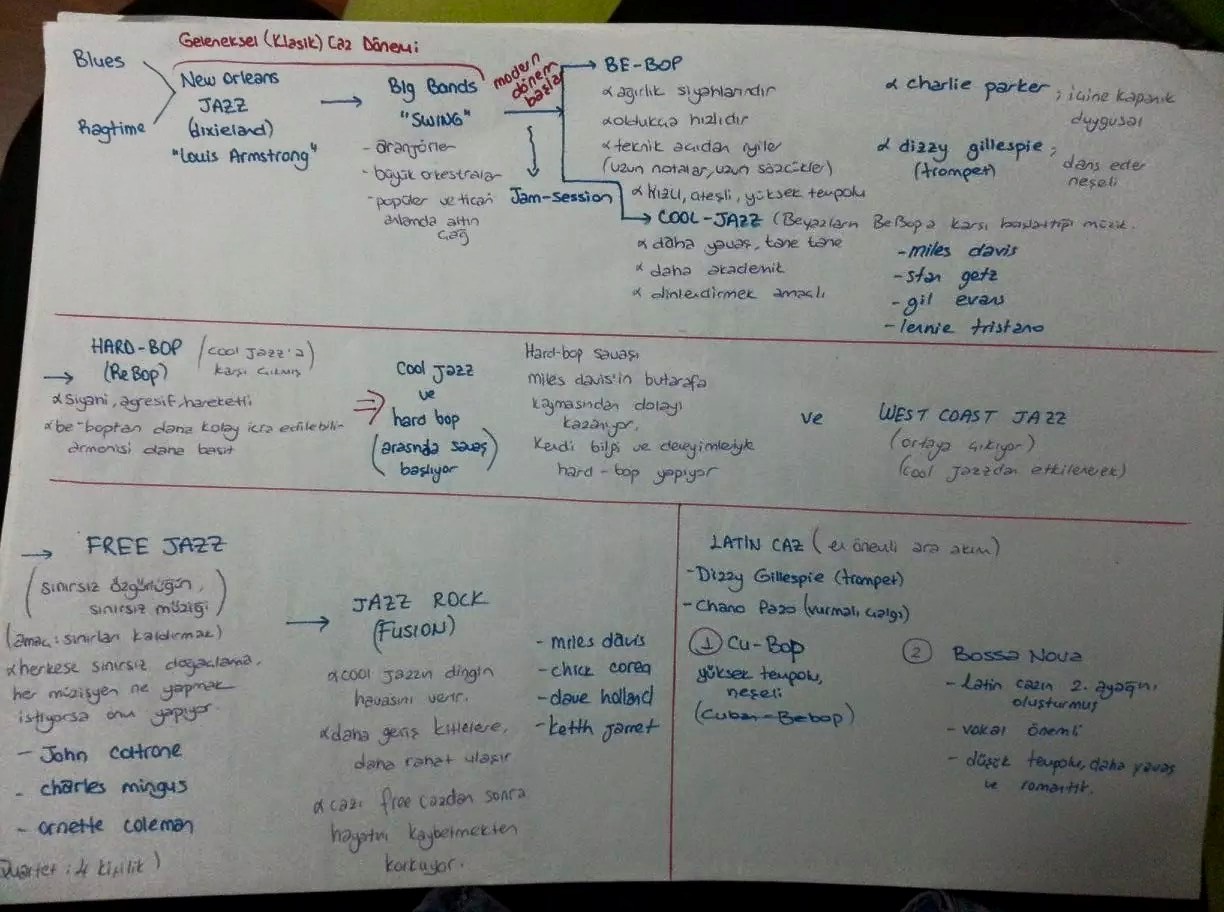 Geleneksel (Klasik) Caz Dönemi
Blues
Ragtime
New Orleans
JAZZ
(dixieland)
"Louis Armstrong"
Big Bands
"SWING"
- aranjörler
- büyük orkestralar
- popüler ve ticari
anlamda altın
çağ
modern
dönem
başlar
Jam-session
BE-BOP
α ağırlık siyahlarındır
α oldukça hızlıdır
α teknik açıdan iyiler
(uzun notalar, uzun sözcükler)
α Hızlı, ateşli, yüksek tempolu
α charlie parker ; içine kapanık
duygusal
α dizzy gillespie ;
(trompet)
dans eder
neşeli
COOL-JAZZ (Beyazların BeBop'a karşı başlattığı müzik.
α daha yavaş, tane tane
α daha akademik
α dinlendirmek amaçlı
- miles davis
- stan getz
- gil evans
- lennie tristano
HARD-BOP
(ReBop)
(cool jazz'a
karşı çıkmış)
α Siyahi, agresif, hareketli
α be-boptan daha kolay icra edilebilir
armonisi daha basit
Cool jazz
ve
hard bop
(arasında savaş
başlıyor)
Hard-bop savaşı
miles davis'in bu tarafa
kaymasından dolayı
kazanıyor.
Kendi bilgi ve deneyimleriyle
hard-bop yapıyor
ve
WEST COAST JAZZ
(ortaya çıkıyor)
(cool jazzdan etkilenerek)
FREE JAZZ
(sınırsız özgürlüğün,
sınırsız müziği)
(amaç: sınırları kaldırmak)
α herkese sınırsız doğaçlama,
her müzisyen ne yapmak
istiyorsa onu yapıyor.
- John coltrone
- charles mingus
- ornette coleman
Quartet : 4 kişilik)
JAZZ ROCK
(FUSION)
α cool jazzın dingin
havasını verir.
α daha geniş kitlelere,
daha rahat ulaşır
α cazı free cazdan sonra
hayatını kaybetmekten
korkuyor.
- miles davis
- chick corea
- dave holland
- keith jarret
LATİN CAZ (en önemli ara akım)
- Dizzy Gillespie (trompet)
- Chano Pozo (vurmalı çalgı)
1 Cu-Bop
yüksek tempolu,
neşeli
(Cuban-Bebop)
2 Bossa Nova
- Latin cazın 2. ayağını
oluşturmuş
- vokal önemli
- düşük tempolu, daha yavaş
ve romantik.